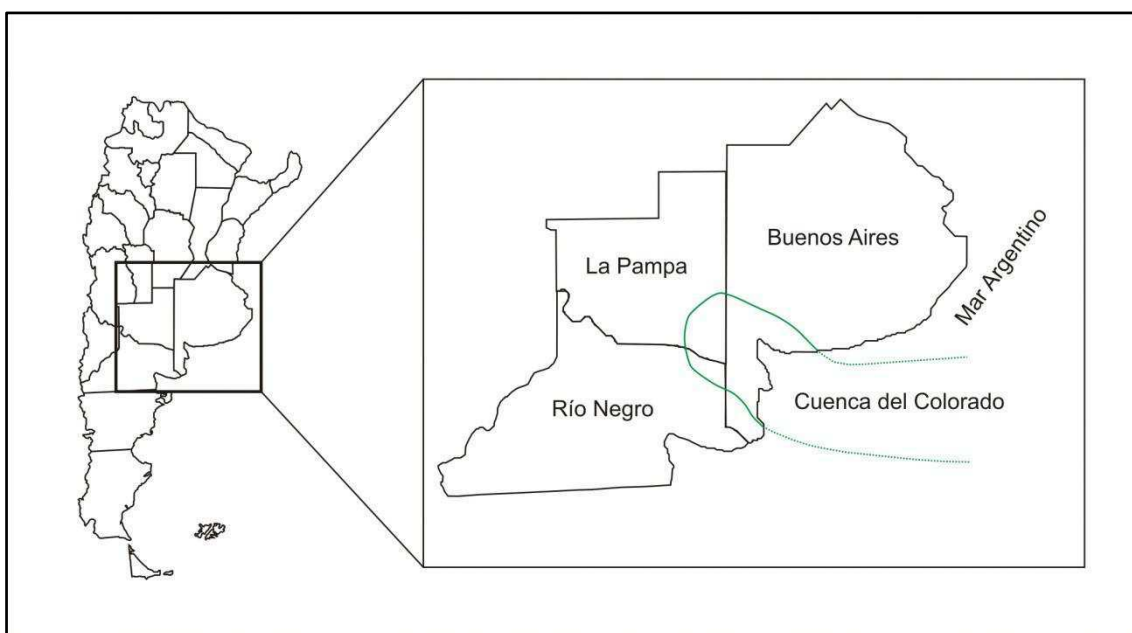 Buenos Aires
La Pampa
Mar Argentino
Río Negro
Cuenca del Colorado